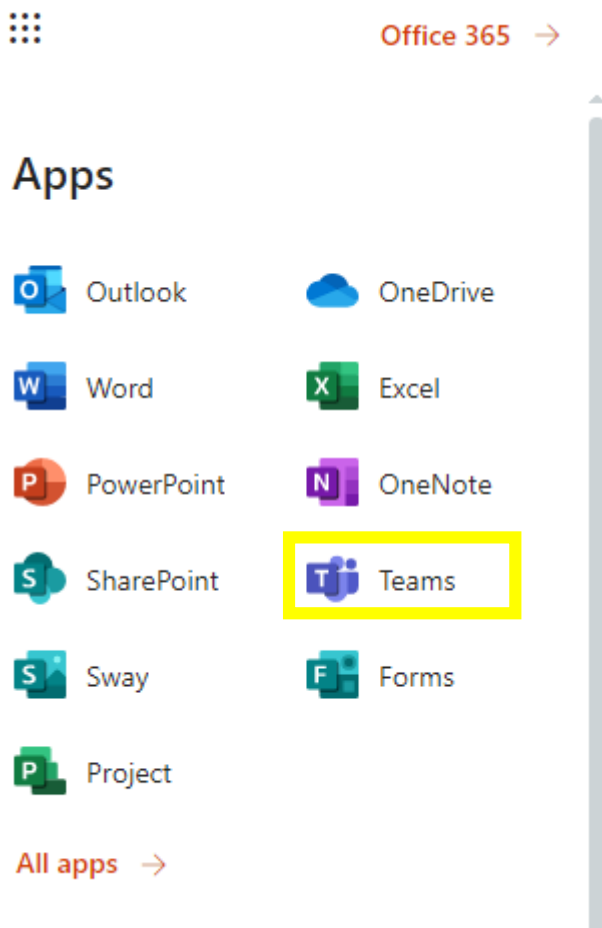 Office 365 →
Apps
Outlook
OneDrive
Word
Excel
PowerPoint
OneNote
SharePoint
Teams
Sway
Forms
Project
All apps →